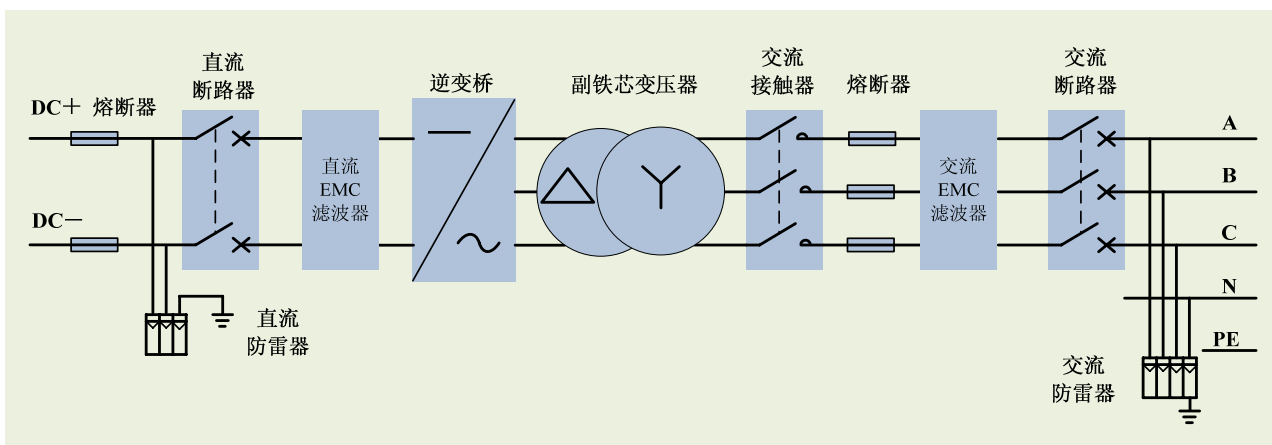 DC＋ 熔断器
直流
断路器
逆变桥
副铁芯变压器
交流
接触器
熔断器
交流
断路器
A
直流
EMC
滤波器
交流
EMC
滤波器
B
DC－
C
N
直流
防雷器
PE
交流
防雷器